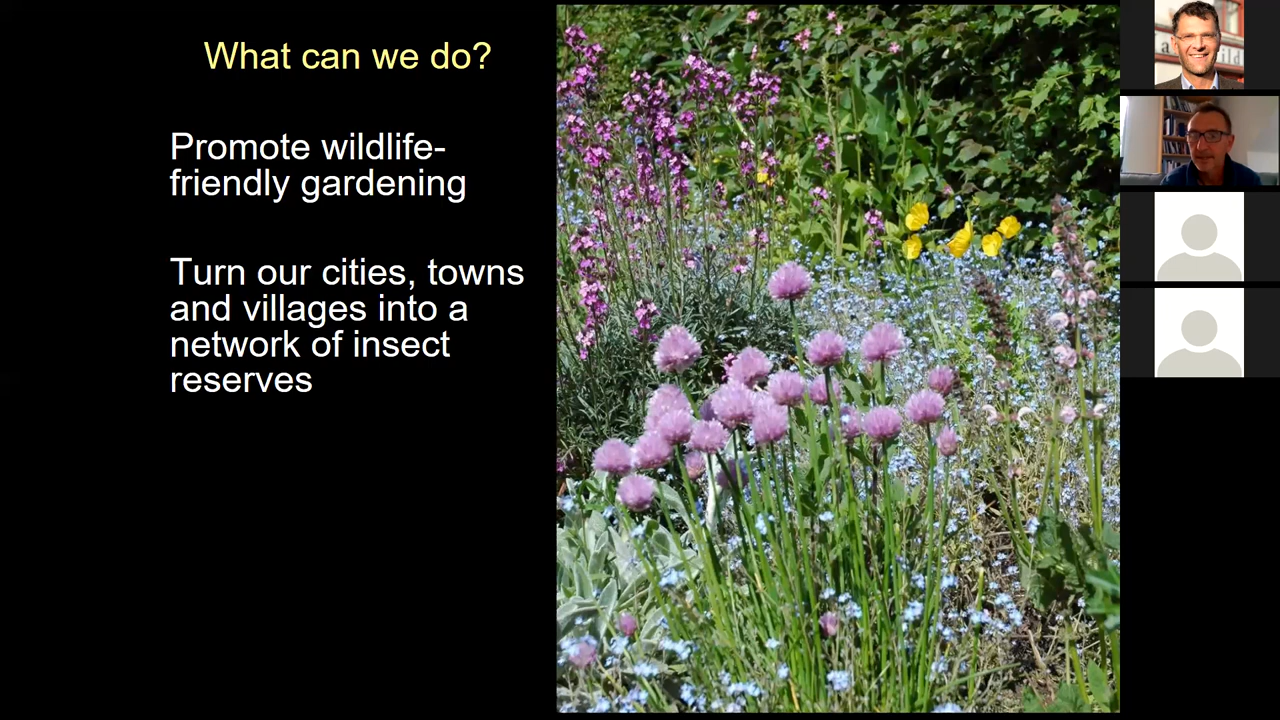 What can we do?
Promote wildlife-
friendly gardening
Turn our cities, towns
and villages into a
network of insect
reserves